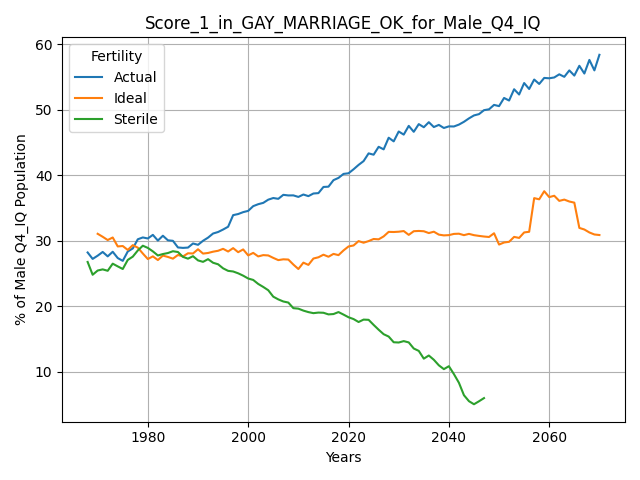 Score_1_in_GAY_MARRIAGE_OK_for_Male_Q4_IQ
Fertility
Actual
Ideal
Sterile
% of Male Q4_IQ Population
60
50
40
30
20
10
1980
2000
2020
2040
2060
Years